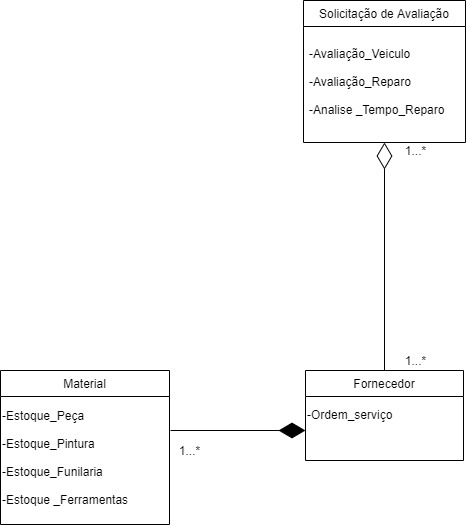 Solicitação de Avaliação
-Avaliação_Veiculo
-Avaliação_Reparo
-Analise _Tempo_Reparo
1...*
1...*
Fornecedor
-Ordem_serviço
Material
-Estoque_Peça
-Estoque_Pintura
-Estoque_Funilaria
-Estoque _Ferramentas
1...*